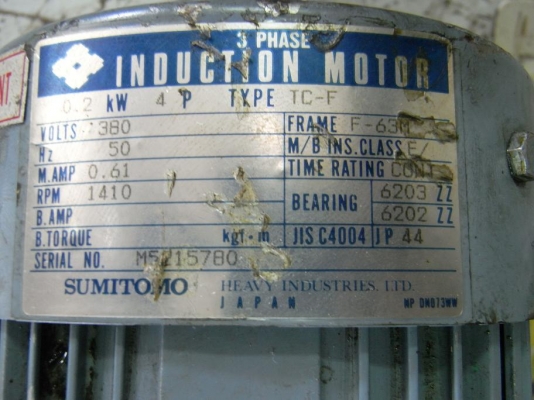 3 PHASE
INDUCTION MOTOR
0.2 kW 4 P TYPE TC-F
VOLTS 380 FRAME F-63M
Hz 50 M/B INS.CLASS E/
M.AMP 0.61 TIME RATING CONT
RPM 1410 BEARING 6203 ZZ
B.AMP 6202 ZZ
B.TORQUE kgf·m JIS C4004 JP 44
SERIAL NO.
SUMITOMO HEAVY INDUSTRIES, LTD.
JAPAN
NP
NT